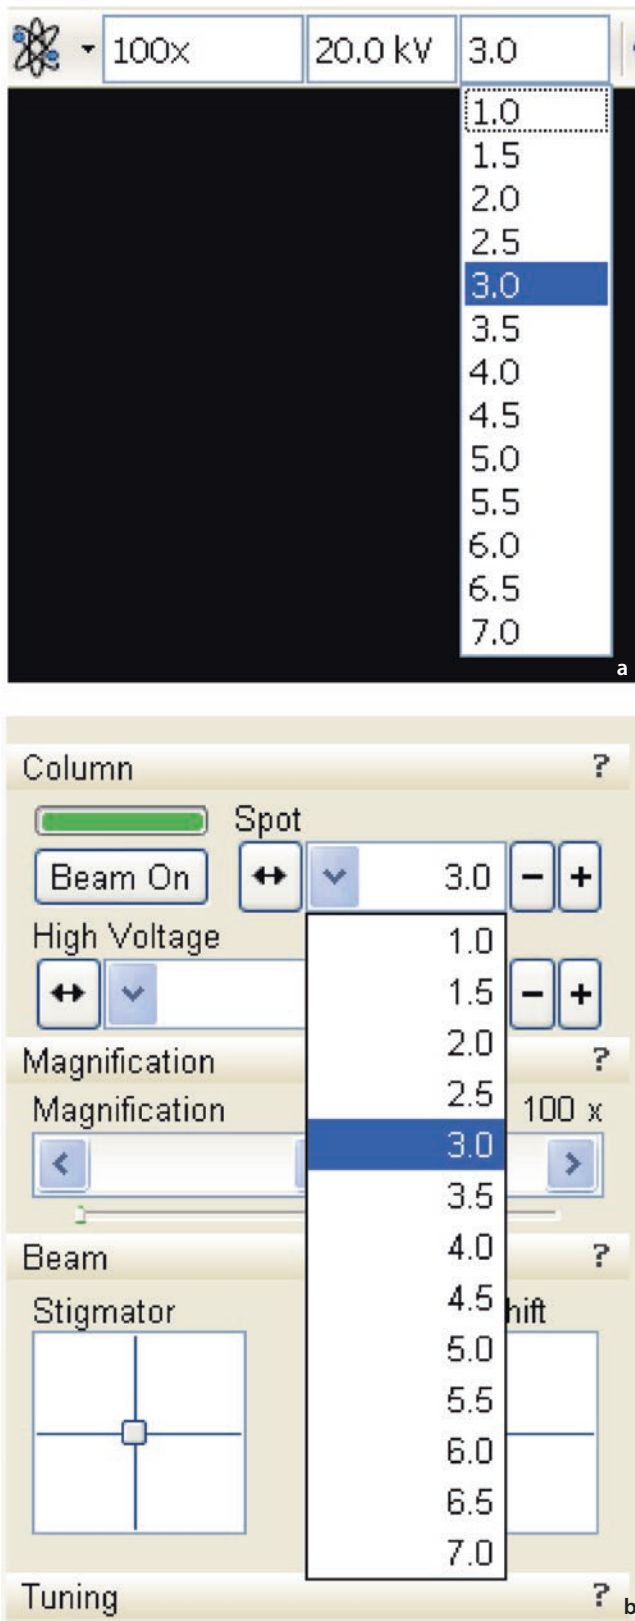 100x 20.0 kV 3.0
1.0
1.5
2.0
2.5
3.0
3.5
4.0
4.5
5.0
5.5
6.0
6.5
7.0
a
Column ?
Spot
Beam On 3.0 − +
High Voltage
1.0
1.5 − +
2.0
Magnification ?
2.5
Magnification 100 x
3.0
3.5
4.0
Beam ?
4.5
Stigmator hift
5.0
5.5
6.0
6.5
7.0
Tuning ?
b